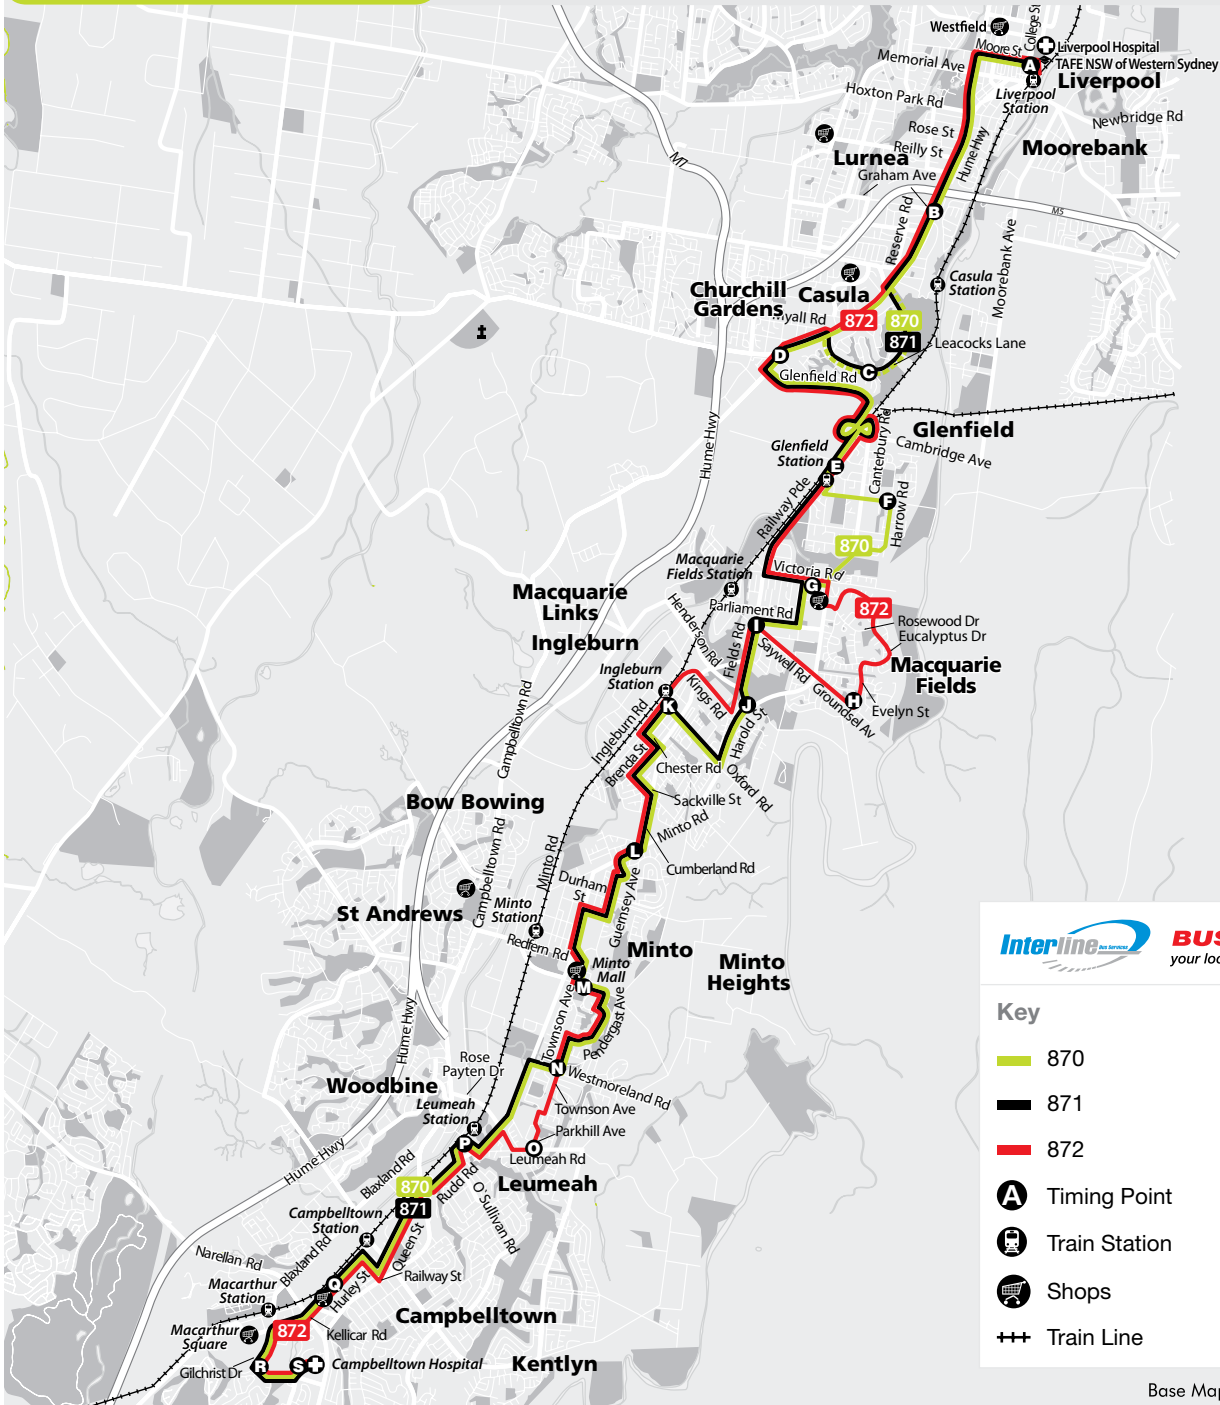 Westfield
College St
Moore St
Liverpool Hospital
TAFE NSW of Western Sydney
Memorial Ave
A
Liverpool
Liverpool
Station
Hoxton Park Rd
Newbridge Rd
Rose St
Reilly St
Hume Hwy
Moorebank
Lurnea
Graham Ave
M7
B
M5
Reserve Rd
Moorebank Ave
Casula
Station
Churchill
Gardens
Casula
Myall Rd
872
870
871
Leacocks Lane
D
C
Glenfield Rd
Hume Hwy
Canterbury Rd
Glenfield
Cambridge Ave
Glenfield
Station
E
F
Harrow Rd
Railway Pde
870
Macquarie
Fields Station
Victoria Rd
G
Macquarie
Links
Henderson Rd
Parliament Rd
872
Rosewood Dr
Eucalyptus Dr
I
Ingleburn
Fields Rd
Saywell Rd
Macquarie
Fields
Ingleburn
Station
Kings Rd
Groundsel Av
H
Evelyn St
K
J
Harold St
Campbelltown Rd
Ingleburn Rd
Brenda St
Chester Rd
Oxford Rd
Bow Bowing
Sackville St
Minto Rd
Campbelltown Rd
Minto Rd
L
Cumberland Rd
Durham
St
Guernsey Ave
St Andrews
Minto
Station
Redfern Rd
Minto
Minto
Mall
Minto
Heights
M
Townson Ave
Pendergast Ave
Hume Hwy
Rose
Payten Dr
N
Westmoreland Rd
Woodbine
Townson Ave
Leumeah
Station
Parkhill Ave
P
O
Leumeah Rd
Hume Hwy
Blaxland Rd
Rudd Rd
Leumeah
870
871
O'Sullivan Rd
Campbelltown
Station
Queen St
Narellan Rd
Blaxland Rd
Railway St
Macarthur
Station
Q
Hurley St
Campbelltown
Macarthur
Square
872
Kellicar Rd
Gilchrist Dr
R
S
Campbelltown Hospital
Kentlyn
Interline Bus Services
BUS
your loc
Key
870
871
872
A Timing Point
Train Station
Shops
Train Line
Base Map